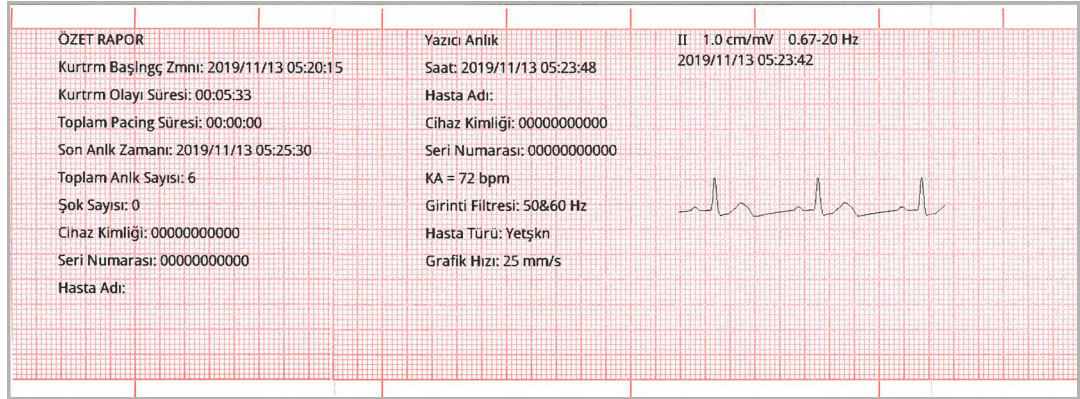 ÖZET RAPOR
Kurtrm Başlngç Zmnı: 2019/11/13 05:20:15
Kurtrm Olayı Süresi: 00:05:33
Toplam Pacing Süresi: 00:00:00
Son Anlk Zamanı: 2019/11/13 05:25:30
Toplam Anlk Sayısı: 6
Şok Sayısı: 0
Cihaz Kimliği: 00000000000
Seri Numarası: 00000000000
Hasta Adı:
Yazıcı Anlık
Saat: 2019/11/13 05:23:48
Hasta Adı:
Cihaz Kimliği: 00000000000
Seri Numarası: 00000000000
KA = 72 bpm
Girinti Filtresi: 50&60 Hz
Hasta Türü: Yetşkn
Grafik Hızı: 25 mm/s
II 1.0 cm/mV 0.67-20 Hz
2019/11/13 05:23:42